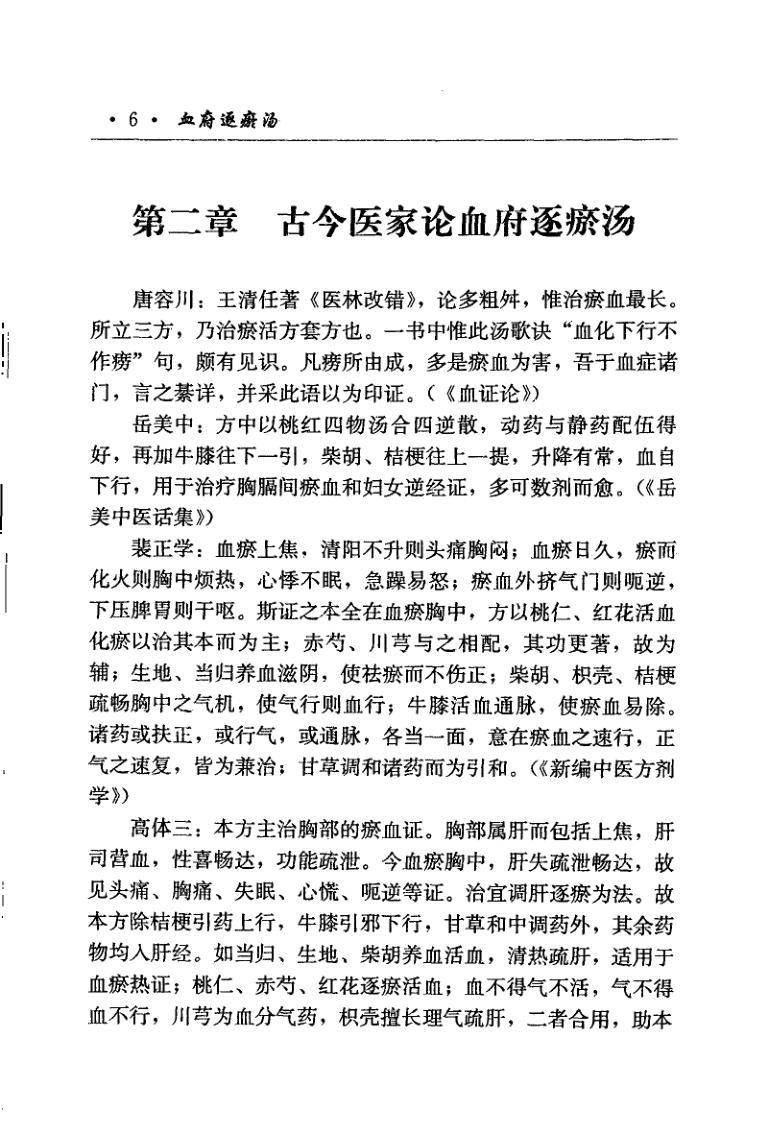 · 6 · 血府逐瘀汤
第二章 古今医家论血府逐瘀汤
唐容川：王清任著《医林改错》，论多粗舛，惟治瘀血最长。
所立三方，乃治瘀活方套方也。一书中惟此汤歌诀“血化下行不
作痨”句，颇有见识。凡痨所由成，多是瘀血为害，吾于血症诸
门，言之綦详，并采此语以为印证。（《血证论》）
岳美中：方中以桃红四物汤合四逆散，动药与静药配伍得
好，再加牛膝往下一引，柴胡、桔梗往上一提，升降有常，血自
下行，用于治疗胸膈间瘀血和妇女逆经证，多可数剂而愈。（《岳
美中医话集》）
裴正学：血瘀上焦，清阳不升则头痛胸闷；血瘀日久，瘀而
化火则胸中烦热，心悸不眠，急躁易怒；瘀血外挤气门则呃逆，
下压脾胃则干呕。斯证之本全在血瘀胸中，方以桃仁、红花活血
化瘀以治其本而为主；赤芍、川芎与之相配，其功更著，故为
辅；生地、当归养血滋阴，使祛瘀而不伤正；柴胡、枳壳、桔梗
疏畅胸中之气机，使气行则血行；牛膝活血通脉，使瘀血易除。
诸药或扶正，或行气，或通脉，各当一面，意在瘀血之速行，正
气之速复，皆为兼治；甘草调和诸药而为引和。（《新编中医方剂
学》）
高体三：本方主治胸部的瘀血证。胸部属肝而包括上焦，肝
司营血，性喜畅达，功能疏泄。今血瘀胸中，肝失疏泄畅达，故
见头痛、胸痛、失眠、心慌、呃逆等证。治宜调肝逐瘀为法。故
本方除桔梗引药上行，牛膝引邪下行，甘草和中调药外，其余药
物均入肝经。如当归、生地、柴胡养血活血，清热疏肝，适用于
血瘀热证；桃仁、赤芍、红花逐瘀活血；血不得气不活，气不得
血不行，川芎为血分气药，枳壳擅长理气疏肝，二者合用，助本